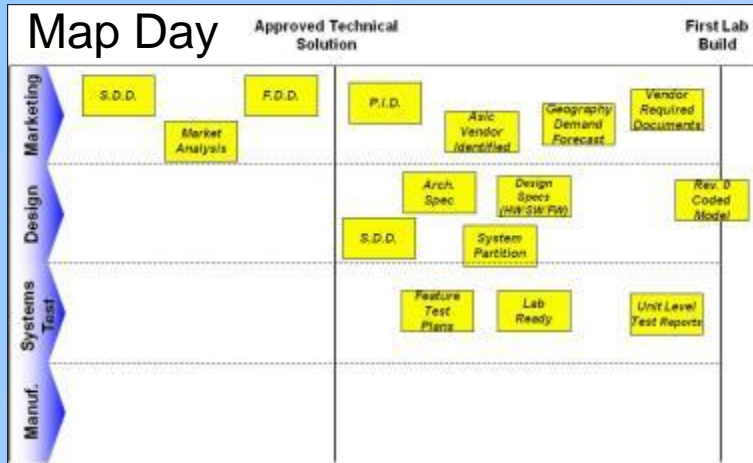 Map Day
Approved Technical
Solution
First Lab
Build
Marketing
S.D.D.
Market
Analysis
F.D.D.
P.I.D.
Asic
Vendor
Identified
Geography
Demand
Forecast
Vendor
Required
Documents
Design
S.D.D.
Arch.
Spec
System
Partition
Design
Specs
(HW/SW/FW)
Rev. 0
Coded
Model
Systems
Test
Feature
Test
Plans
Lab
Ready
Unit Level
Test Reports
Manuf.